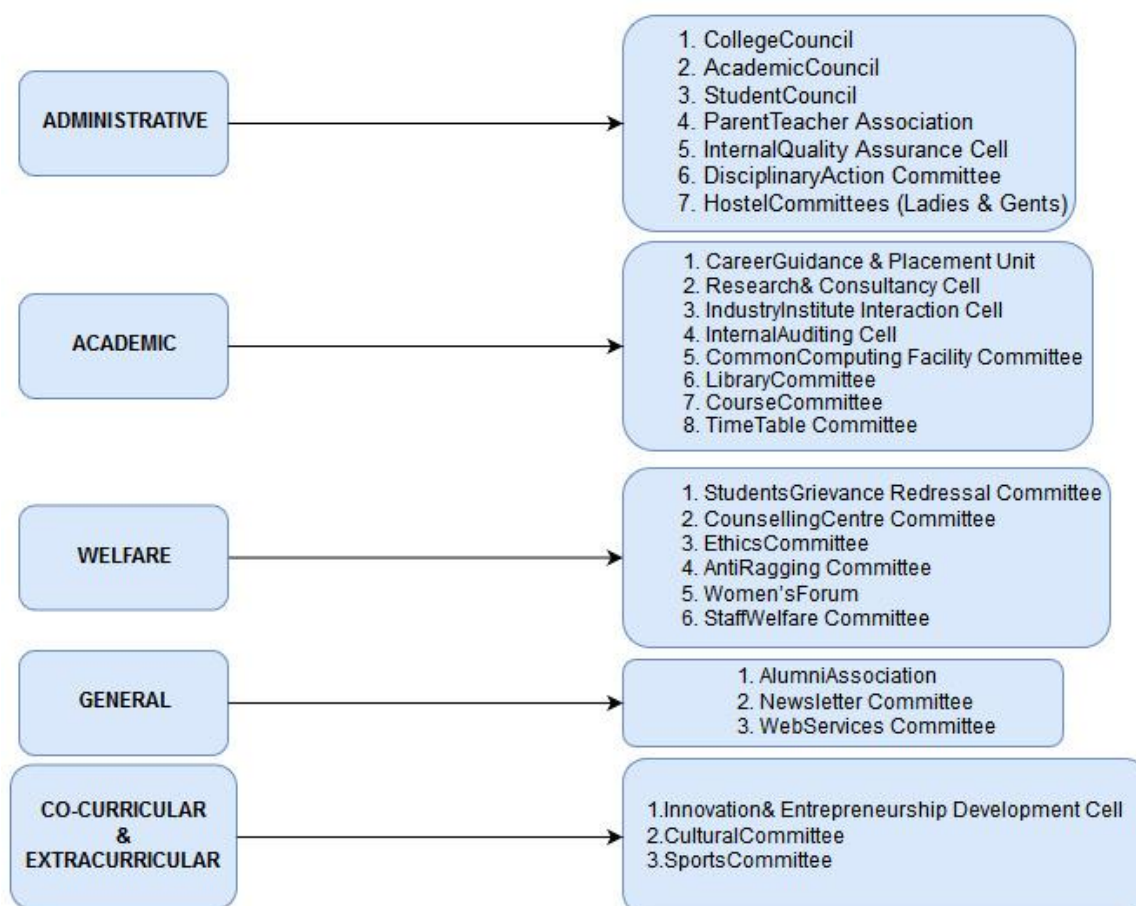 ADMINISTRATIVE
1. CollegeCouncil
2. AcademicCouncil
3. StudentCouncil
4. ParentTeacher Association
5. InternalQuality Assurance Cell
6. DisciplinaryAction Committee
7. HostelCommittees (Ladies & Gents)
ACADEMIC
1. CareerGuidance & Placement Unit
2. Research& Consultancy Cell
3. IndustryInstitute Interaction Cell
4. InternalAuditing Cell
5. CommonComputing Facility Committee
6. LibraryCommittee
7. CourseCommittee
8. TimeTable Committee
WELFARE
1. StudentsGrievance Redressal Committee
2. CounsellingCentre Committee
3. EthicsCommittee
4. AntiRagging Committee
5. Women’sForum
6. StaffWelfare Committee
GENERAL
1. AlumniAssociation
2. Newsletter Committee
3. WebServices Committee
CO-CURRICULAR
&
EXTRACURRICULAR
1.Innovation& Entrepreneurship Development Cell
2.CulturalCommittee
3.SportsCommittee